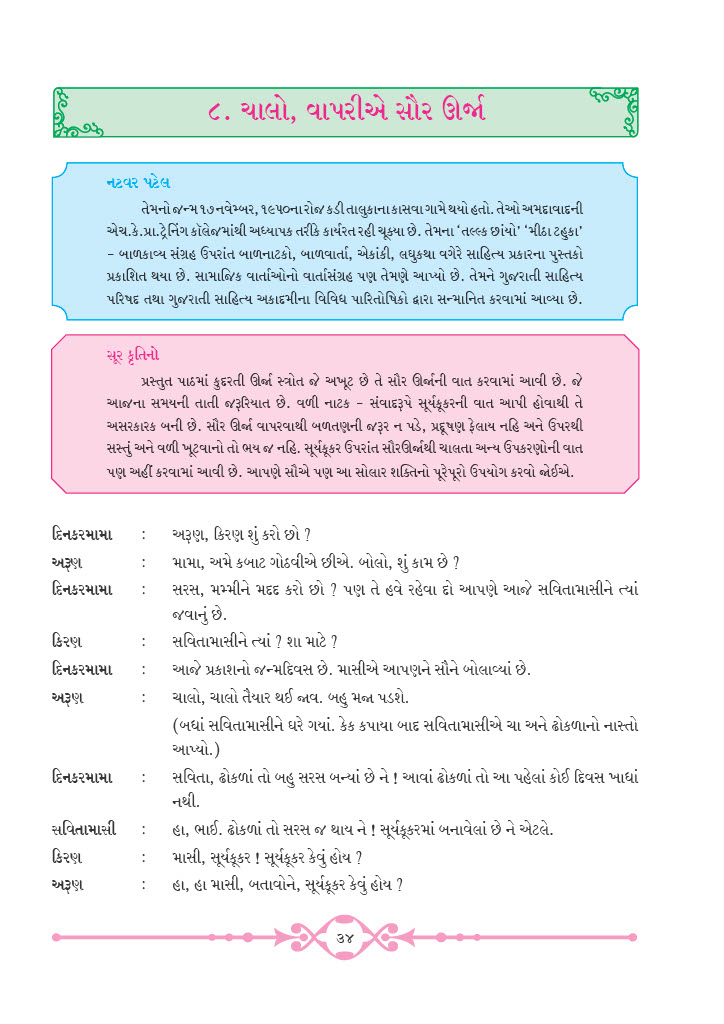 ૮. ચાલો, વાપરીએ સૌર ઊર્જા
નટવર પટેલ
તેમનો જન્મ ૧૭ નવેમ્બર, ૧૯૫૦ના રોજ કડી તાલુકાના કાસવા ગામે થયો હતો. તેઓ અમદાવાદની
એચ.કે.પ્રા.ટ્રેનિંગ કૉલેજમાંથી અધ્યાપક તરીકે કાર્યરત રહી ચૂક્યા છે. તેમના ‘તલ્લક છાંયો’ ‘મીઠા ટહુકા’
– બાળકાવ્ય સંગ્રહ ઉપરાંત બાળનાટકો, બાળવાર્તા, એકાંકી, લઘુકથા વગેરે સાહિત્ય પ્રકારના પુસ્તકો
પ્રકાશિત થયા છે. સામાજિક વાર્તાઓનો વાર્તાસંગ્રહ પણ તેમણે આપ્યો છે. તેમને ગુજરાતી સાહિત્ય
પરિષદ તથા ગુજરાતી સાહિત્ય અકાદમીના વિવિધ પારિતોષિકો દ્વારા સન્માનિત કરવામાં આવ્યા છે.
સૂર કૃતિનો
પ્રસ્તુત પાઠમાં કુદરતી ઊર્જા સ્ત્રોત જે અખૂટ છે તે સૌર ઊર્જાની વાત કરવામાં આવી છે. જે
આજના સમયની તાતી જરૂરિયાત છે. વળી નાટક – સંવાદરૂપે સૂર્યકૂકરની વાત આપી હોવાથી તે
અસરકારક બની છે. સૌર ઊર્જા વાપરવાથી બળતણની જરૂર ન પડે, પ્રદૂષણ ફેલાય નહિ અને ઉપરથી
સસ્તું અને વળી ખૂટવાનો તો ભય જ નહિ. સૂર્યકૂકર ઉપરાંત સૌરઊર્જાથી ચાલતા અન્ય ઉપકરણોની વાત
પણ અહીં કરવામાં આવી છે. આપણે સૌએ પણ આ સોલાર શક્તિનો પૂરેપૂરો ઉપયોગ કરવો જોઈએ.
દિનકરમામા : અરૂણ, કિરણ શું કરો છો ?
અરૂણ : મામા, અમે કબાટ ગોઠવીએ છીએ. બોલો, શું કામ છે ?
દિનકરમામા : સરસ, મમ્મીને મદદ કરો છો ? પણ તે હવે રહેવા દો આપણે આજે સવિતામાસીને ત્યાં
જવાનું છે.
કિરણ : સવિતામાસીને ત્યાં ? શા માટે ?
દિનકરમામા : આજે પ્રકાશનો જન્મદિવસ છે. માસીએ આપણને સૌને બોલાવ્યાં છે.
અરૂણ : ચાલો, ચાલો તૈયાર થઈ જાવ. બહુ મજા પડશે.
(બધાં સવિતામાસીને ઘરે ગયાં. કેક કપાયા બાદ સવિતામાસીએ ચા અને ઢોકળાનો નાસ્તો
આપ્યો.)
દિનકરમામા : સવિતા, ઢોકળાં તો બહુ સરસ બન્યાં છે ને ! આવાં ઢોકળાં તો આ પહેલાં કોઈ દિવસ ખાધાં
નથી.
સવિતામાસી : હા, ભાઈ. ઢોકળાં તો સરસ જ થાય ને ! સૂર્યકૂકરમાં બનાવેલાં છે ને એટલે.
કિરણ : માસી, સૂર્યકૂકર ! સૂર્યકૂકર કેવું હોય ?
અરૂણ : હા, હા માસી, બતાવોને, સૂર્યકૂકર કેવું હોય ?
૩૪